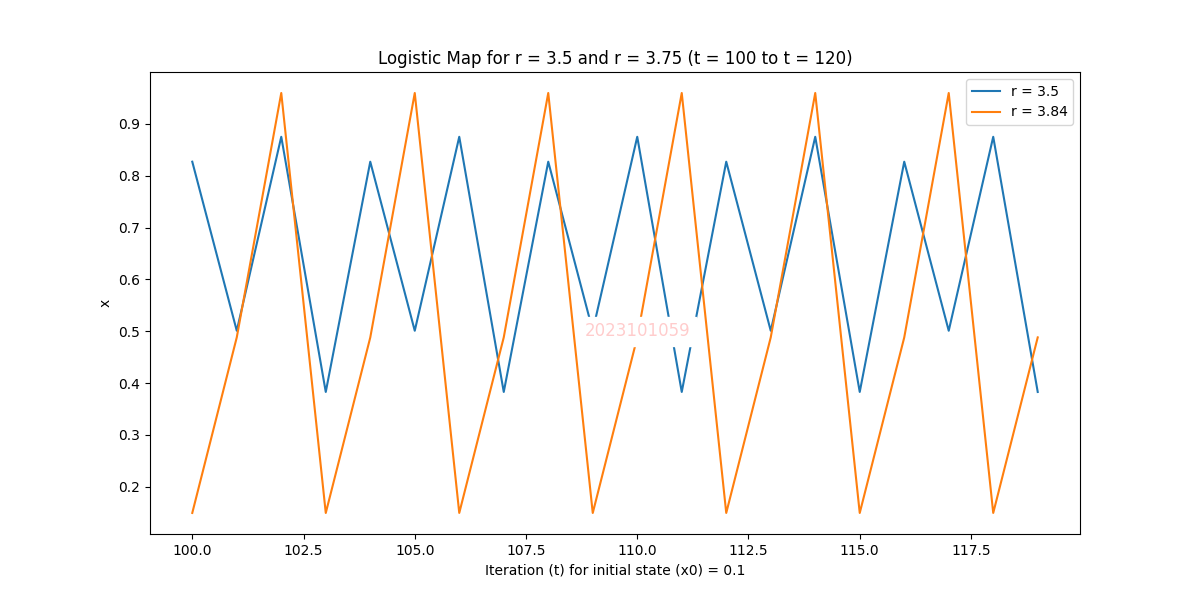 Logistic Map for r = 3.5 and r = 3.75 (t = 100 to t = 120)
r = 3.5
r = 3.84
0.9
0.8
0.7
0.6
0.5
0.4
0.3
0.2
x
2023101059
100.0 102.5 105.0 107.5 110.0 112.5 115.0 117.5
Iteration (t) for initial state (x0) = 0.1